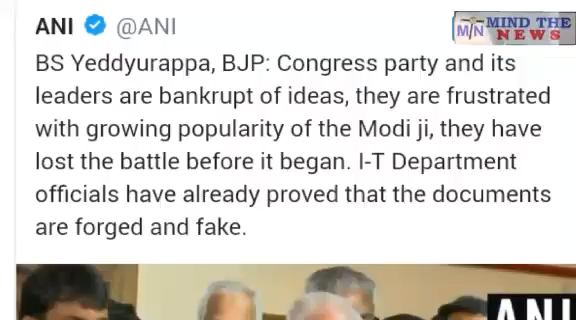 ANI @ANI
MIND THE
MN NEWS
BS Yeddyurappa, BJP: Congress party and its
leaders are bankrupt of ideas, they are frustrated
with growing popularity of the Modi ji, they have
lost the battle before it began. I-T Department
officials have already proved that the documents
are forged and fake.
ANI